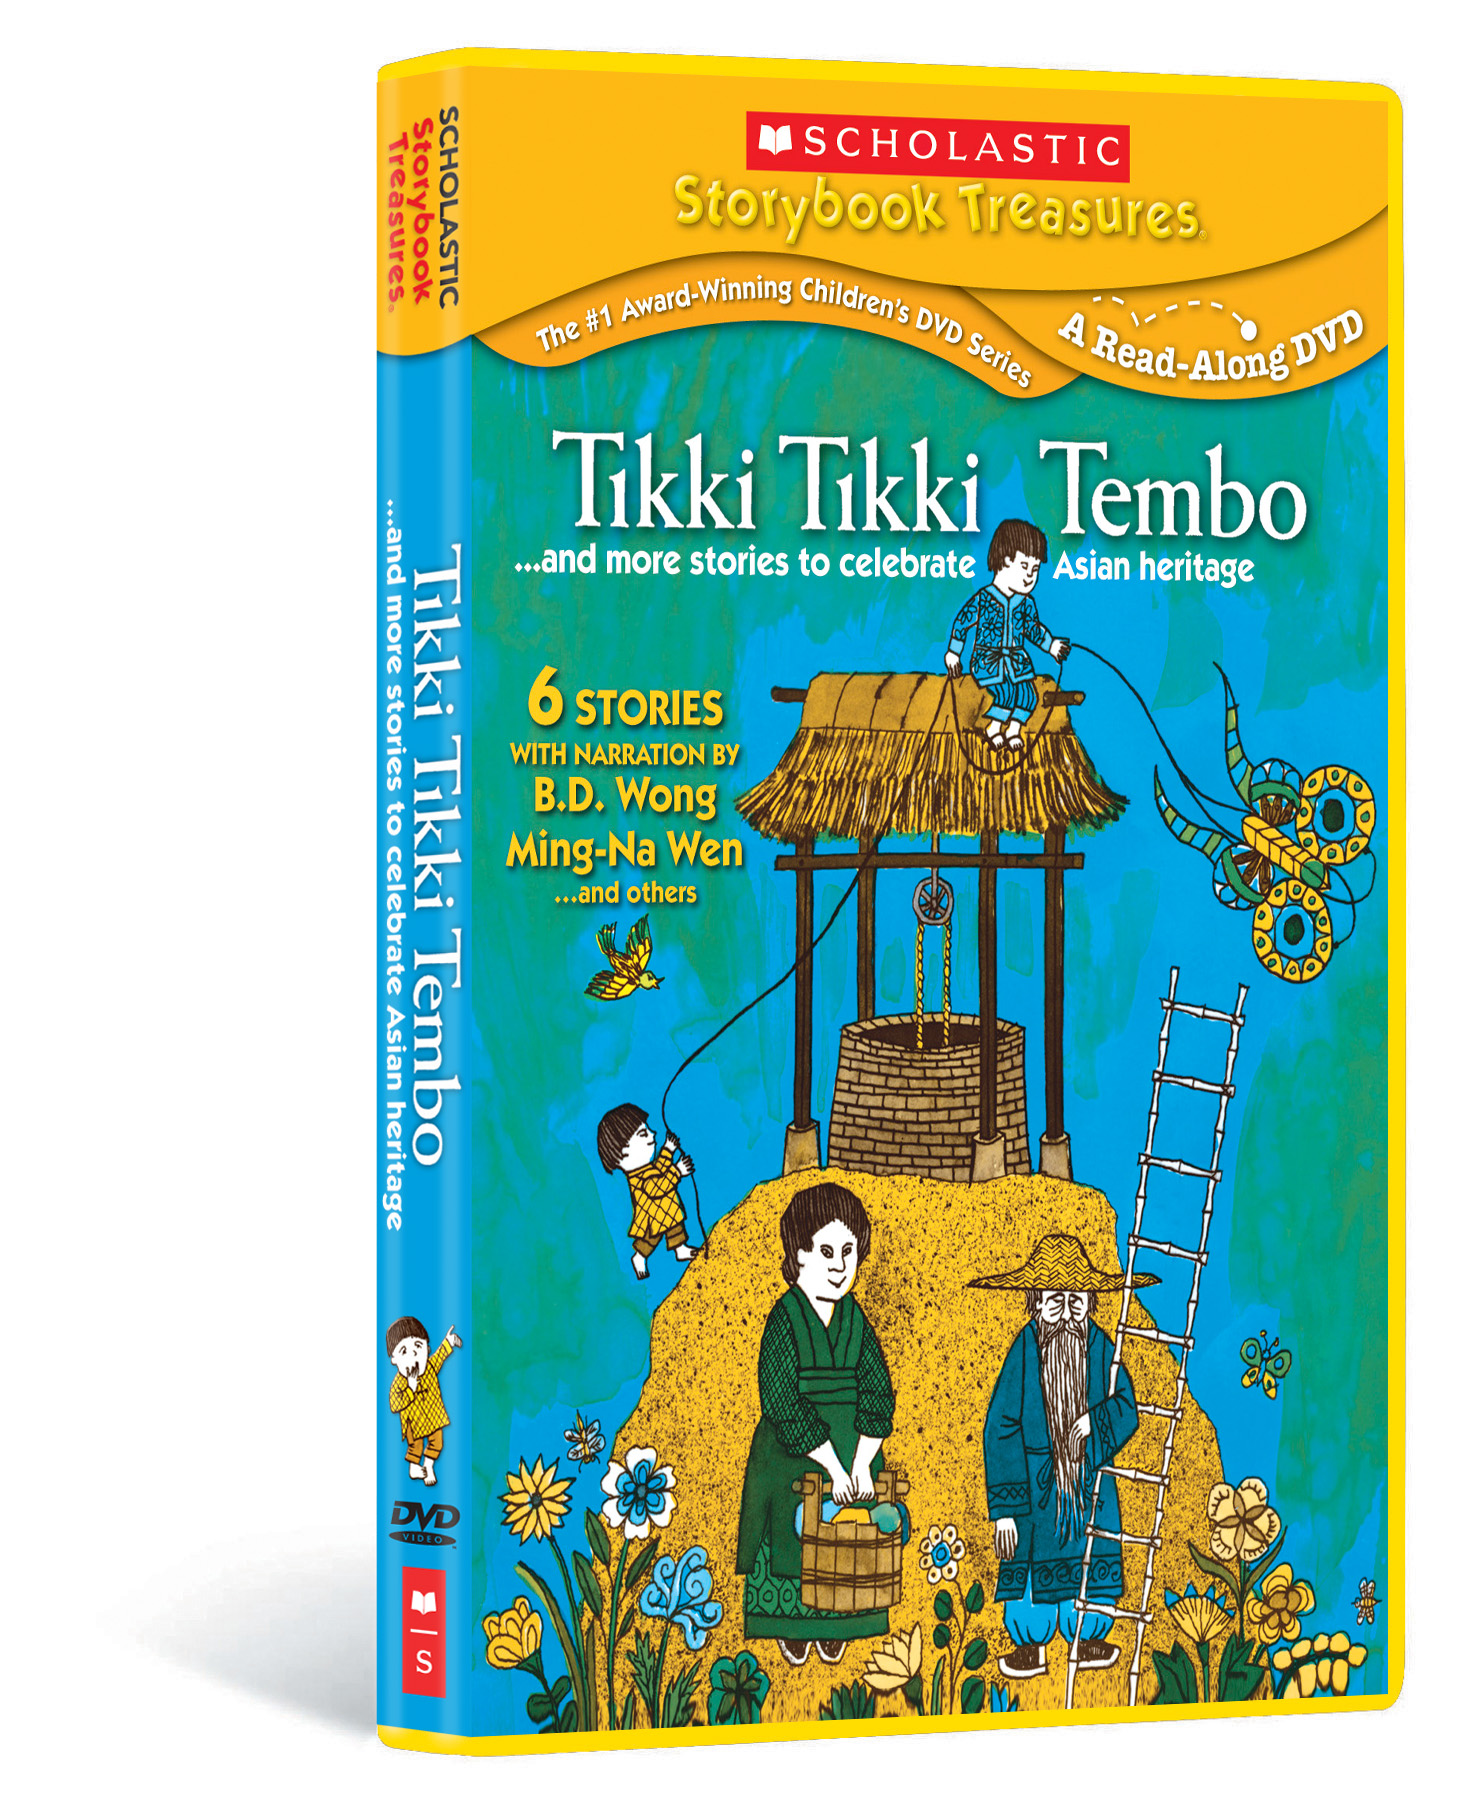 SCHOLASTIC
Storybook Treasures®
The #1 Award-Winning Children's DVD Series
A Read-Along DVD
Tikki Tikki Tembo
...and more stories to celebrate Asian heritage
6 STORIES
WITH NARRATION BY
B.D. Wong
Ming-Na Wen
...and others
SCHOLASTIC
Storybook
Treasures®
Tikki Tikki Tembo
...and more stories to celebrate Asian heritage
DVD
VIDEO™
S